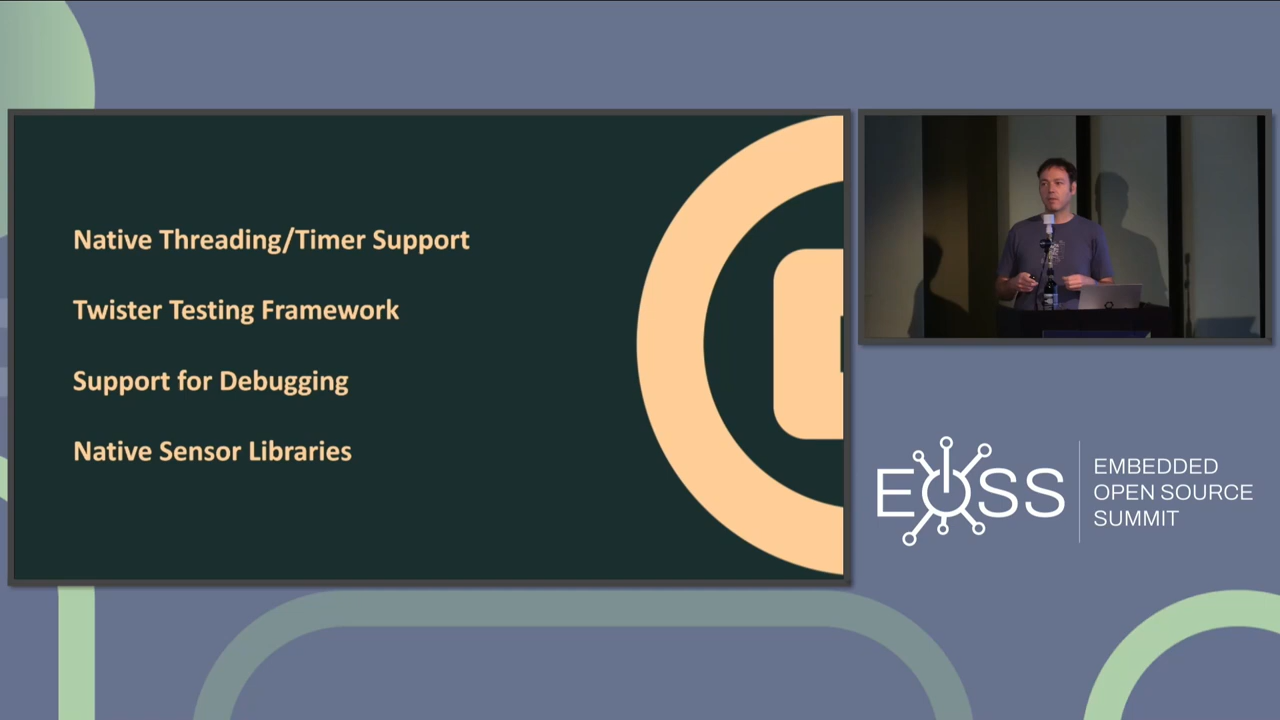 Native Threading/Timer Support
Twister Testing Framework
Support for Debugging
Native Sensor Libraries
EOSS
EMBEDDED
OPEN SOURCE
SUMMIT